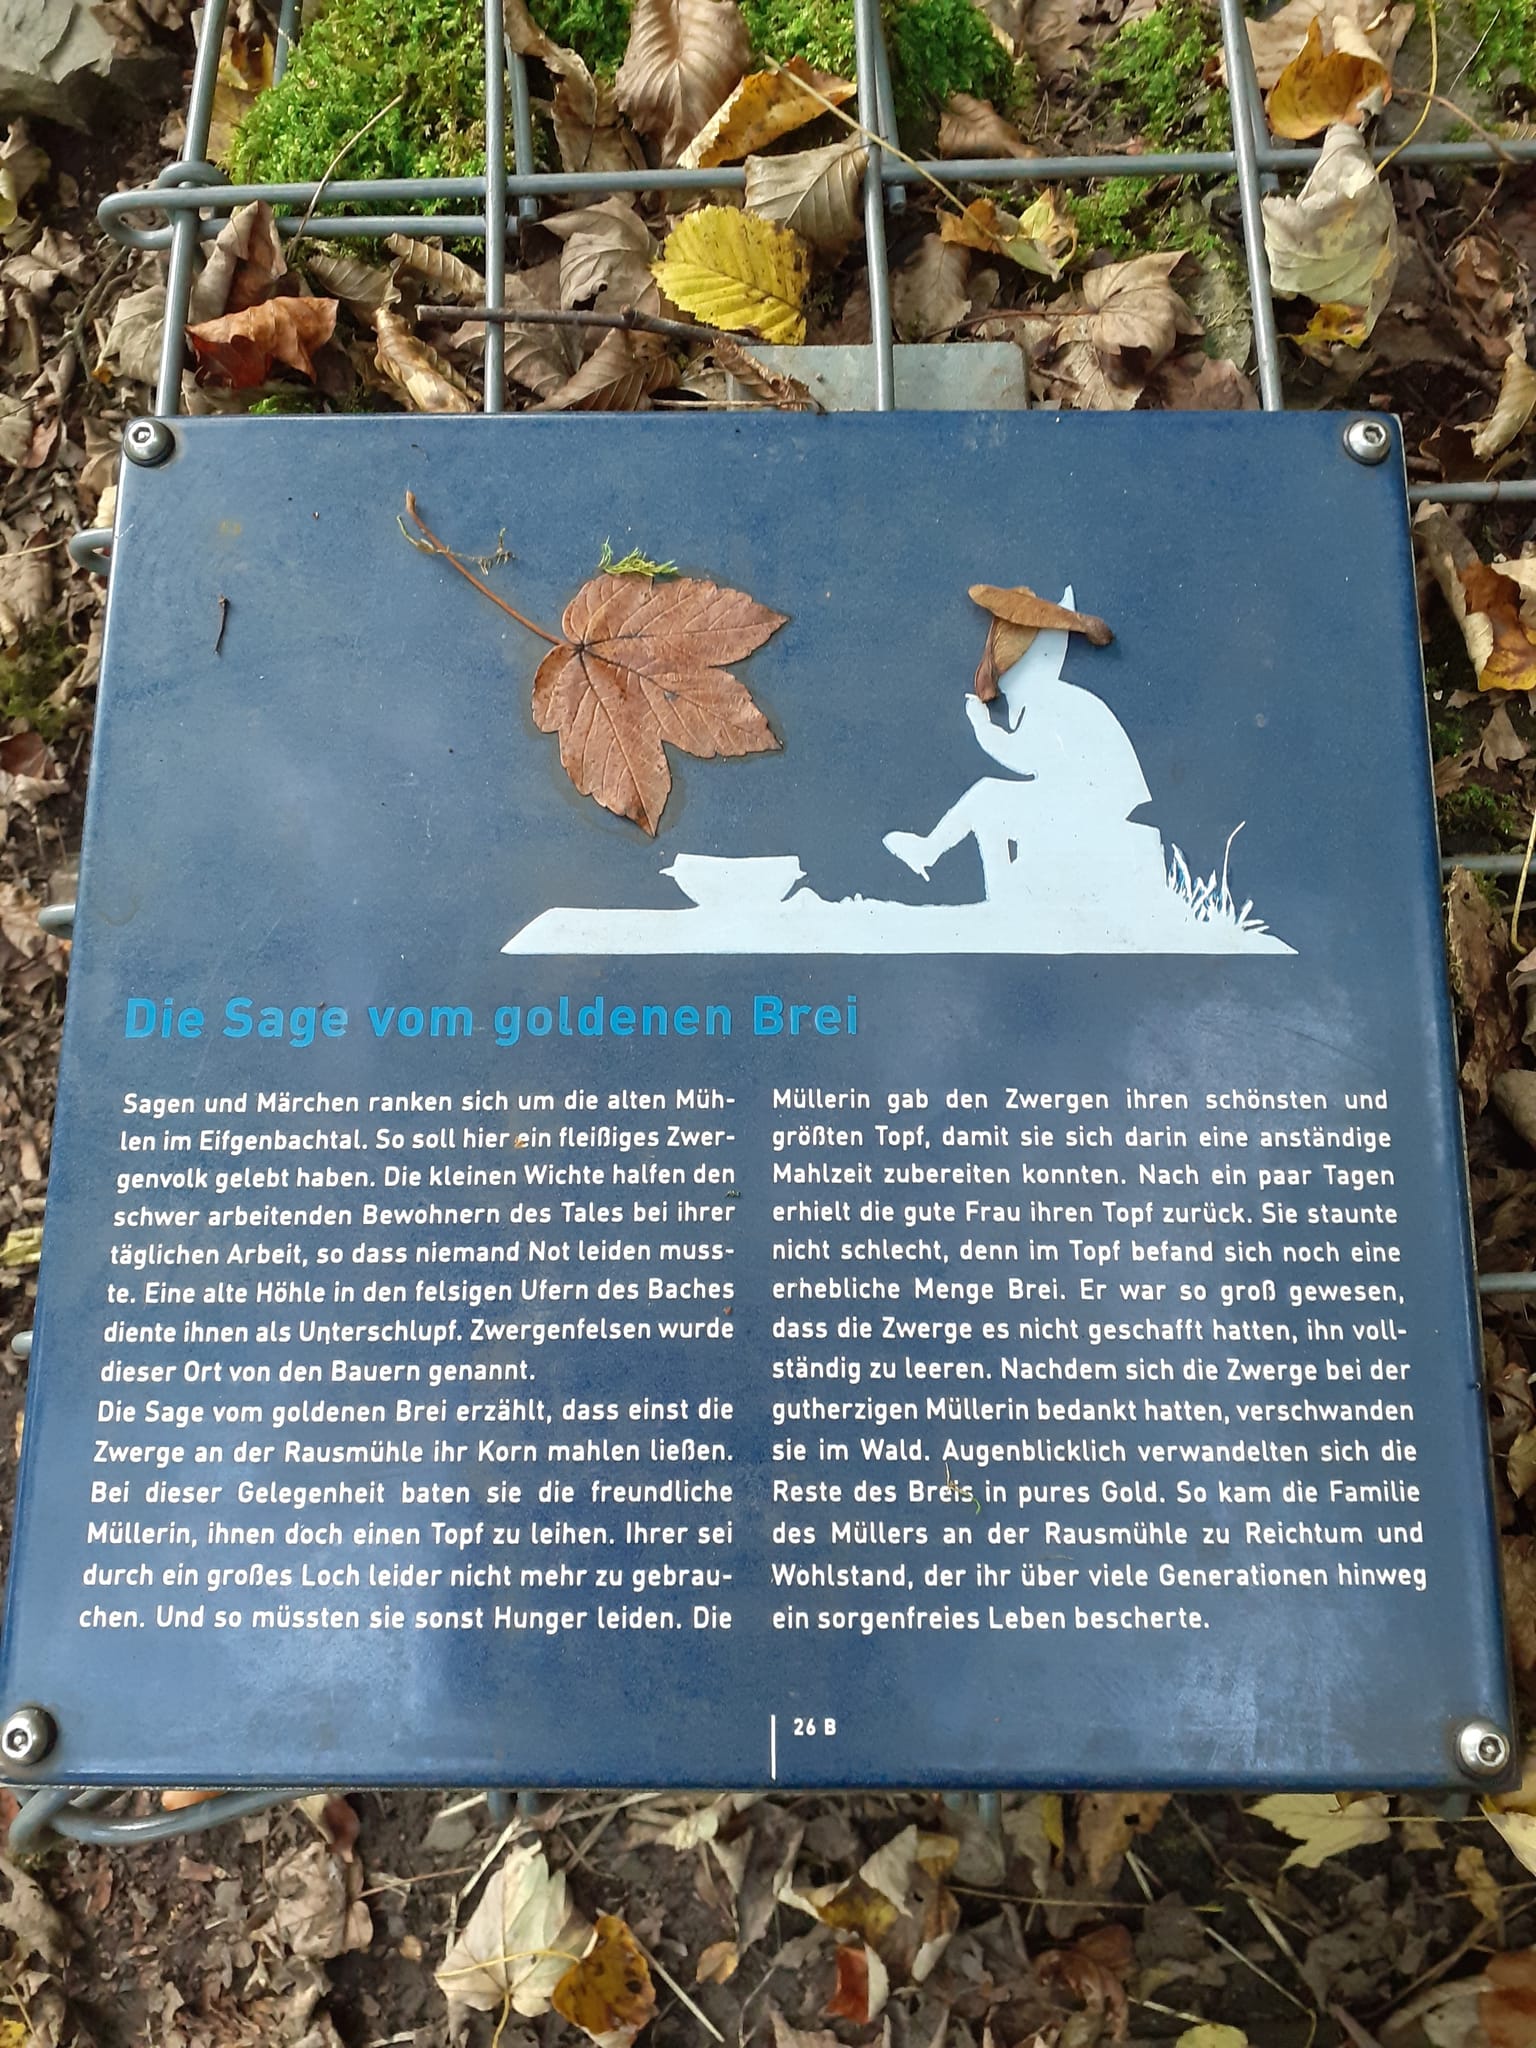 Die Sage vom goldenen Brei
Sagen und Märchen ranken sich um die alten Müh-
len im Eifgenbachtal. So soll hier ein fleißiges Zwer-
genvolk gelebt haben. Die kleinen Wichte halfen den
schwer arbeitenden Bewohnern des Tales bei ihrer
täglichen Arbeit, so dass niemand Not leiden muss-
te. Eine alte Höhle in den felsigen Ufern des Baches
diente ihnen als Unterschlupf. Zwergenfelsen wurde
dieser Ort von den Bauern genannt.
Die Sage vom goldenen Brei erzählt, dass einst die
Zwerge an der Rausmühle ihr Korn mahlen ließen.
Bei dieser Gelegenheit baten sie die freundliche
Müllerin, ihnen doch einen Topf zu leihen. Ihrer sei
durch ein großes Loch leider nicht mehr zu gebrau-
chen. Und so müssten sie sonst Hunger leiden. Die
Müllerin gab den Zwergen ihren schönsten und
größten Topf, damit sie sich darin eine anständige
Mahlzeit zubereiten konnten. Nach ein paar Tagen
erhielt die gute Frau ihren Topf zurück. Sie staunte
nicht schlecht, denn im Topf befand sich noch eine
erhebliche Menge Brei. Er war so groß gewesen,
dass die Zwerge es nicht geschafft hatten, ihn voll-
ständig zu leeren. Nachdem sich die Zwerge bei der
gutherzigen Müllerin bedankt hatten, verschwanden
sie im Wald. Augenblicklich verwandelten sich die
Reste des Breis in pures Gold. So kam die Familie
des Müllers an der Rausmühle zu Reichtum und
Wohlstand, der ihr über viele Generationen hinweg
ein sorgenfreies Leben bescherte.
26 B